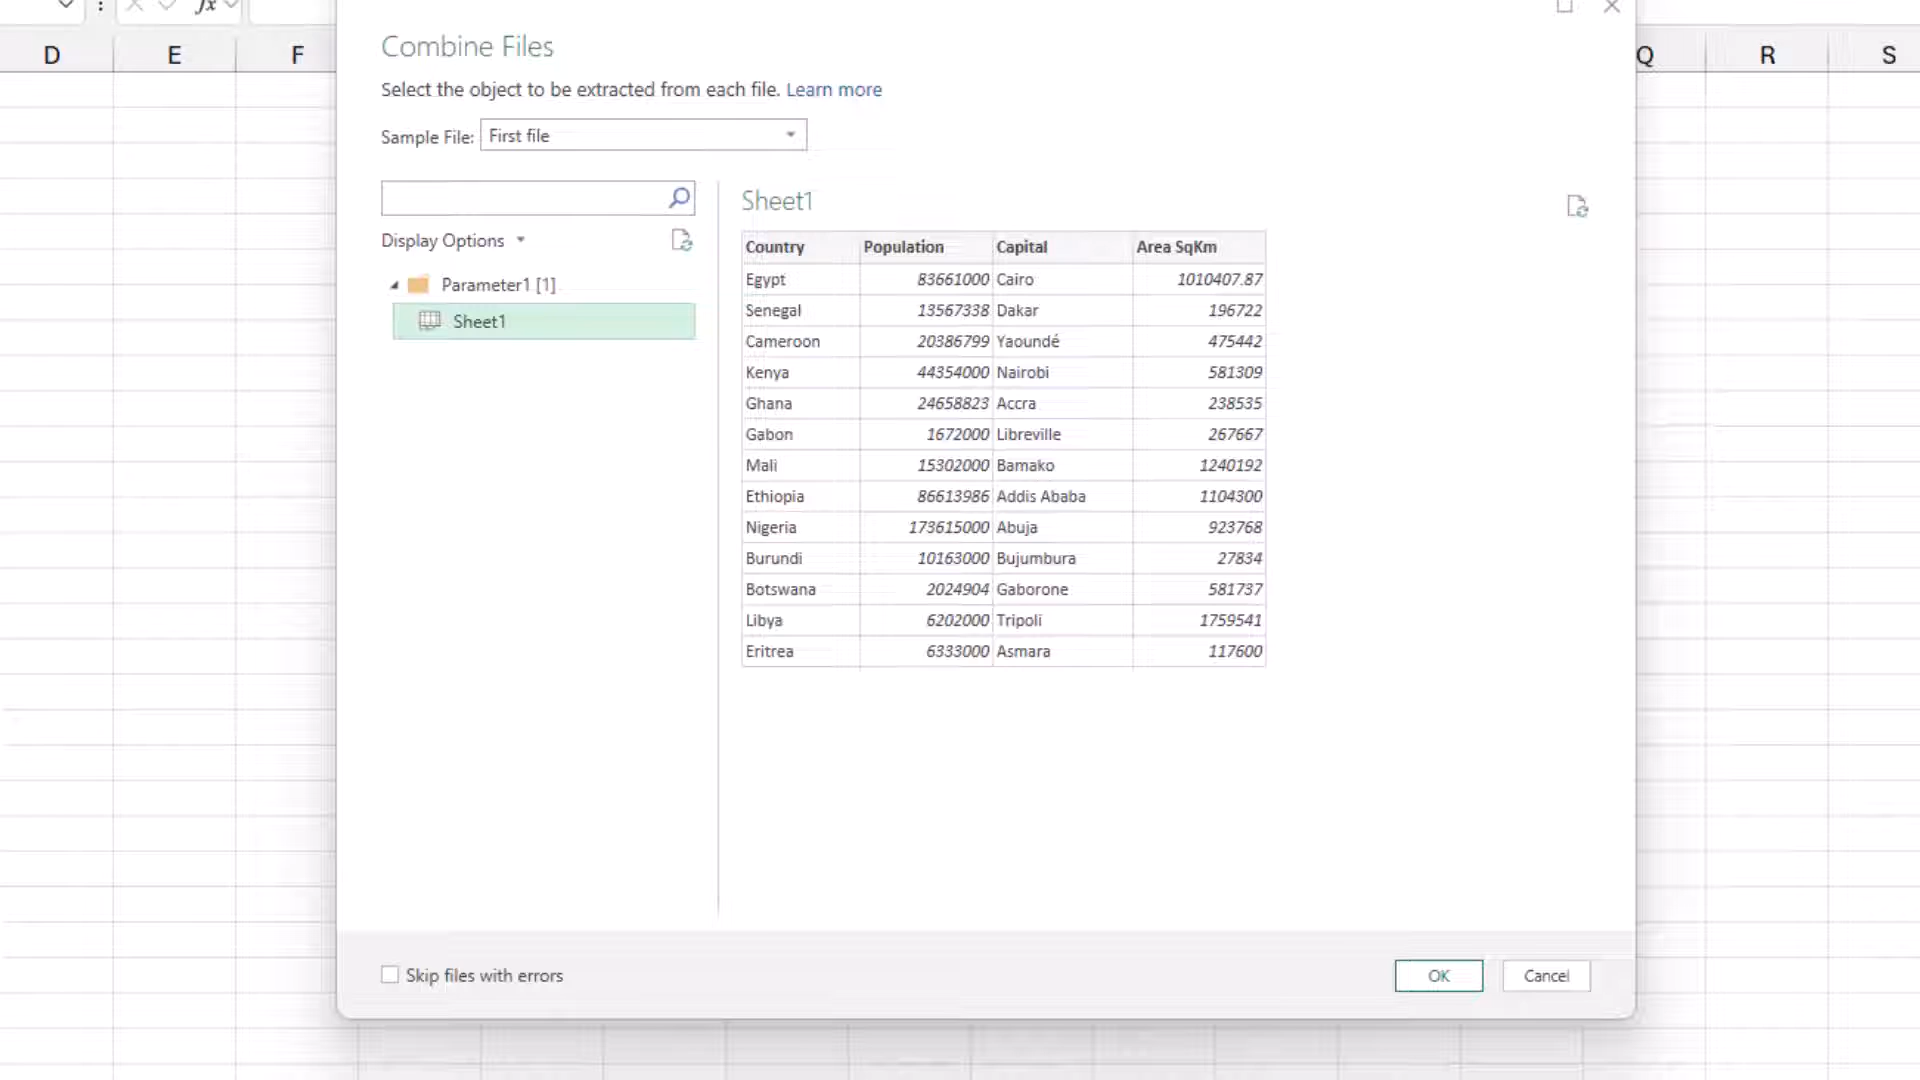 fx
D E F Q R S
Combine Files
Select the object to be extracted from each file. Learn more
Sample File: First file
Display Options
Parameter1 [1]
Sheet1
Sheet1
Country Population Capital Area SqKm
Egypt 83661000 Cairo 1010407.87
Senegal 13567338 Dakar 196722
Cameroon 20386799 Yaoundé 475442
Kenya 44354000 Nairobi 581309
Ghana 24658823 Accra 238535
Gabon 1672000 Libreville 267667
Mali 15302000 Bamako 1240192
Ethiopia 86613986 Addis Ababa 1104300
Nigeria 173615000 Abuja 923768
Burundi 10163000 Bujumbura 27834
Botswana 2024904 Gaborone 581737
Libya 6202000 Tripoli 1759541
Eritrea 6333000 Asmara 117600
Skip files with errors
OK Cancel